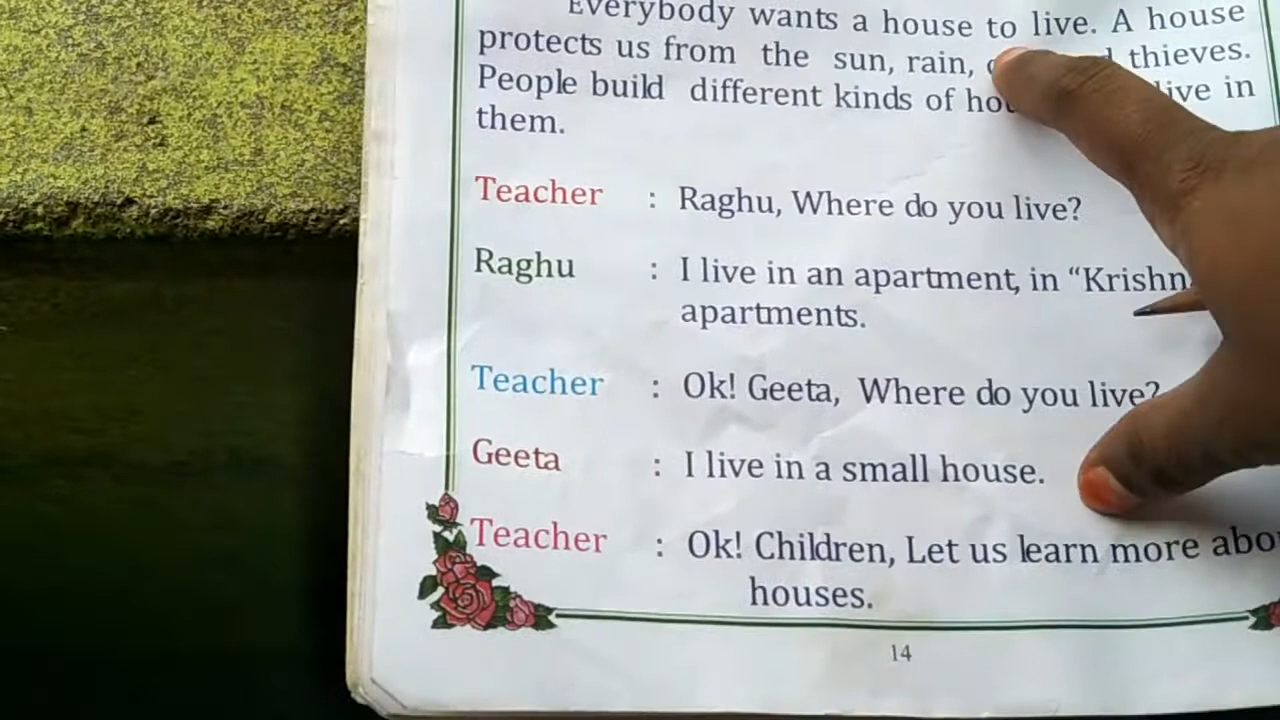 Everybody wants a house to live. A house
protects us from the sun, rain, thieves.
People build different kinds of live in
them.
Teacher : Raghu, Where do you live?
Raghu : I live in an apartment, in “Krishn
apartments.
Teacher : Ok! Geeta, Where do you live?
Geeta : I live in a small house.
Teacher : Ok! Children, Let us learn more abo
houses.
14